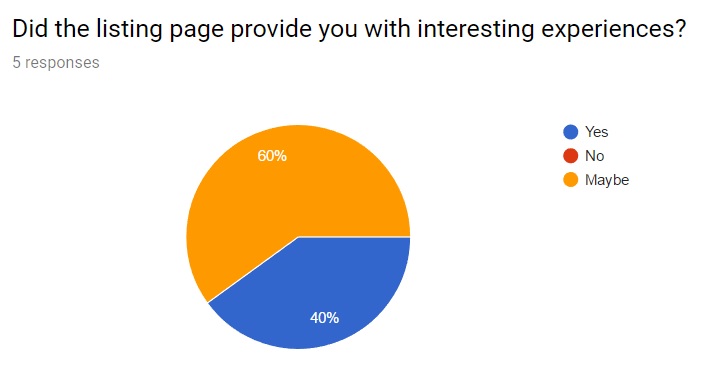 Did the listing page provide you with interesting experiences?
5 responses
60%
40%
Yes
No
Maybe